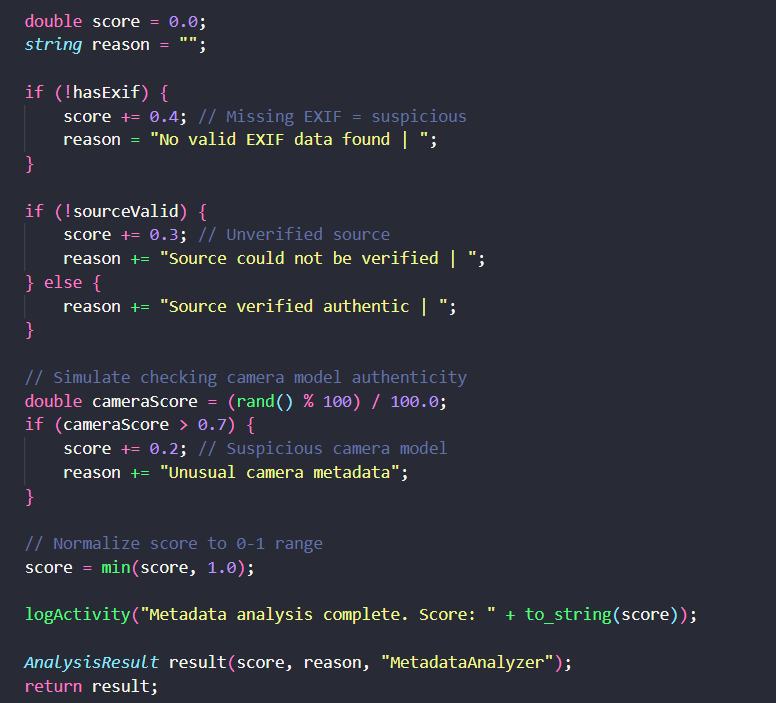 double score = 0.0;
string reason = "";
if (!hasExif) {
score += 0.4; // Missing EXIF = suspicious
reason = "No valid EXIF data found | ";
}
if (!sourceValid) {
score += 0.3; // Unverified source
reason += "Source could not be verified | ";
} else {
reason += "Source verified authentic | ";
}
// Simulate checking camera model authenticity
double cameraScore = (rand() % 100) / 100.0;
if (cameraScore > 0.7) {
score += 0.2; // Suspicious camera model
reason += "Unusual camera metadata";
}
// Normalize score to 0-1 range
score = min(score, 1.0);
logActivity("Metadata analysis complete. Score: " + to_string(score));
AnalysisResult result(score, reason, "MetadataAnalyzer");
return result;